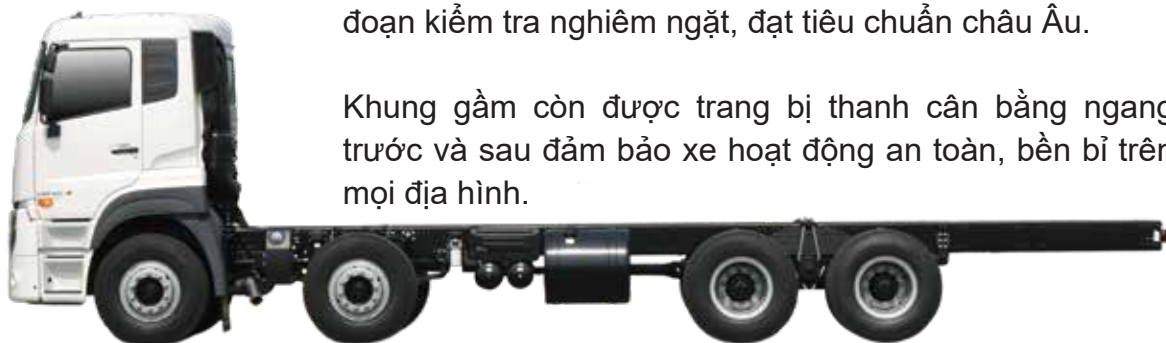 đoạn kiểm tra nghiêm ngặt, đạt tiêu chuẩn châu Âu.
Khung gầm còn được trang bị thanh cân bằng ngang
trước và sau đảm bảo xe hoạt động an toàn, bền bỉ trên
mọi địa hình.